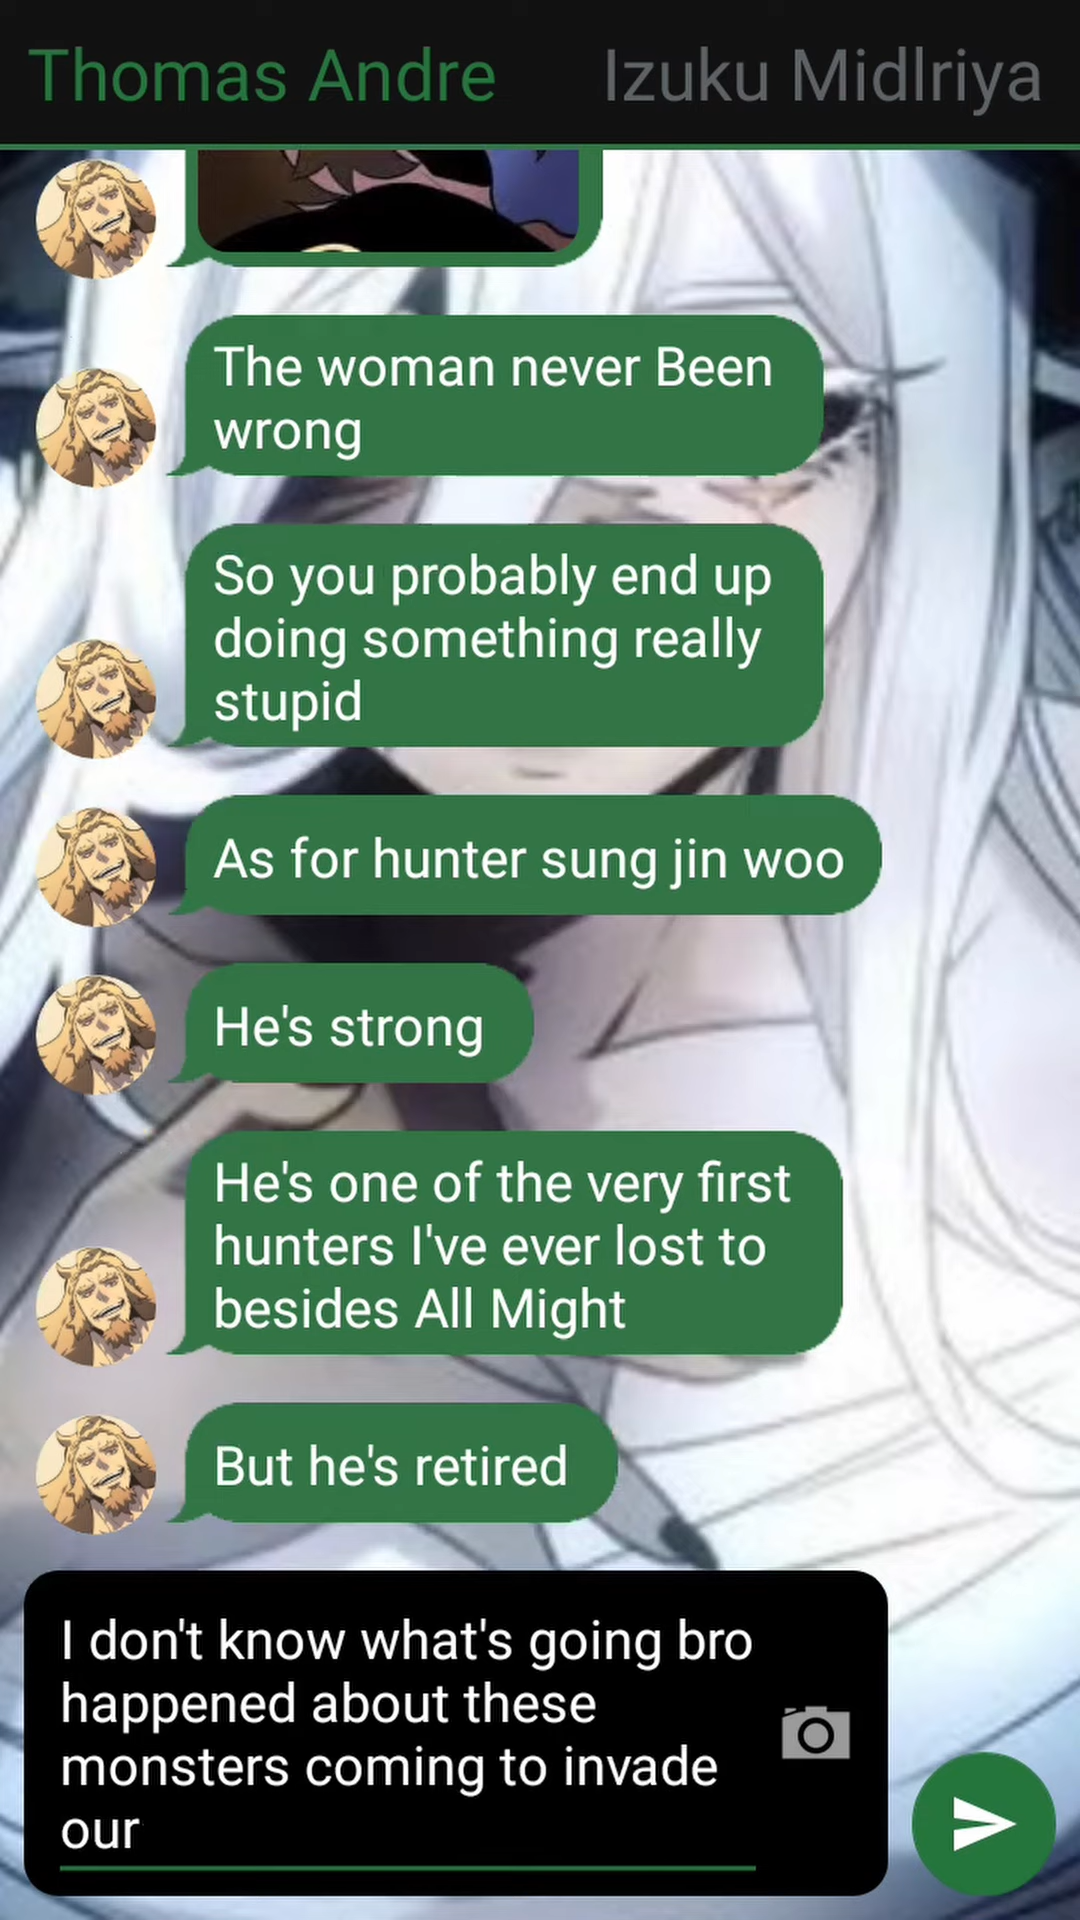 Thomas Andre Izuku Midlriya
The woman never Been
wrong
So you probably end up
doing something really
stupid
As for hunter sung jin woo
He's strong
He's one of the very first
hunters I've ever lost to
besides All Might
But he's retired
I don't know what's going bro
happened about these
monsters coming to invade
our